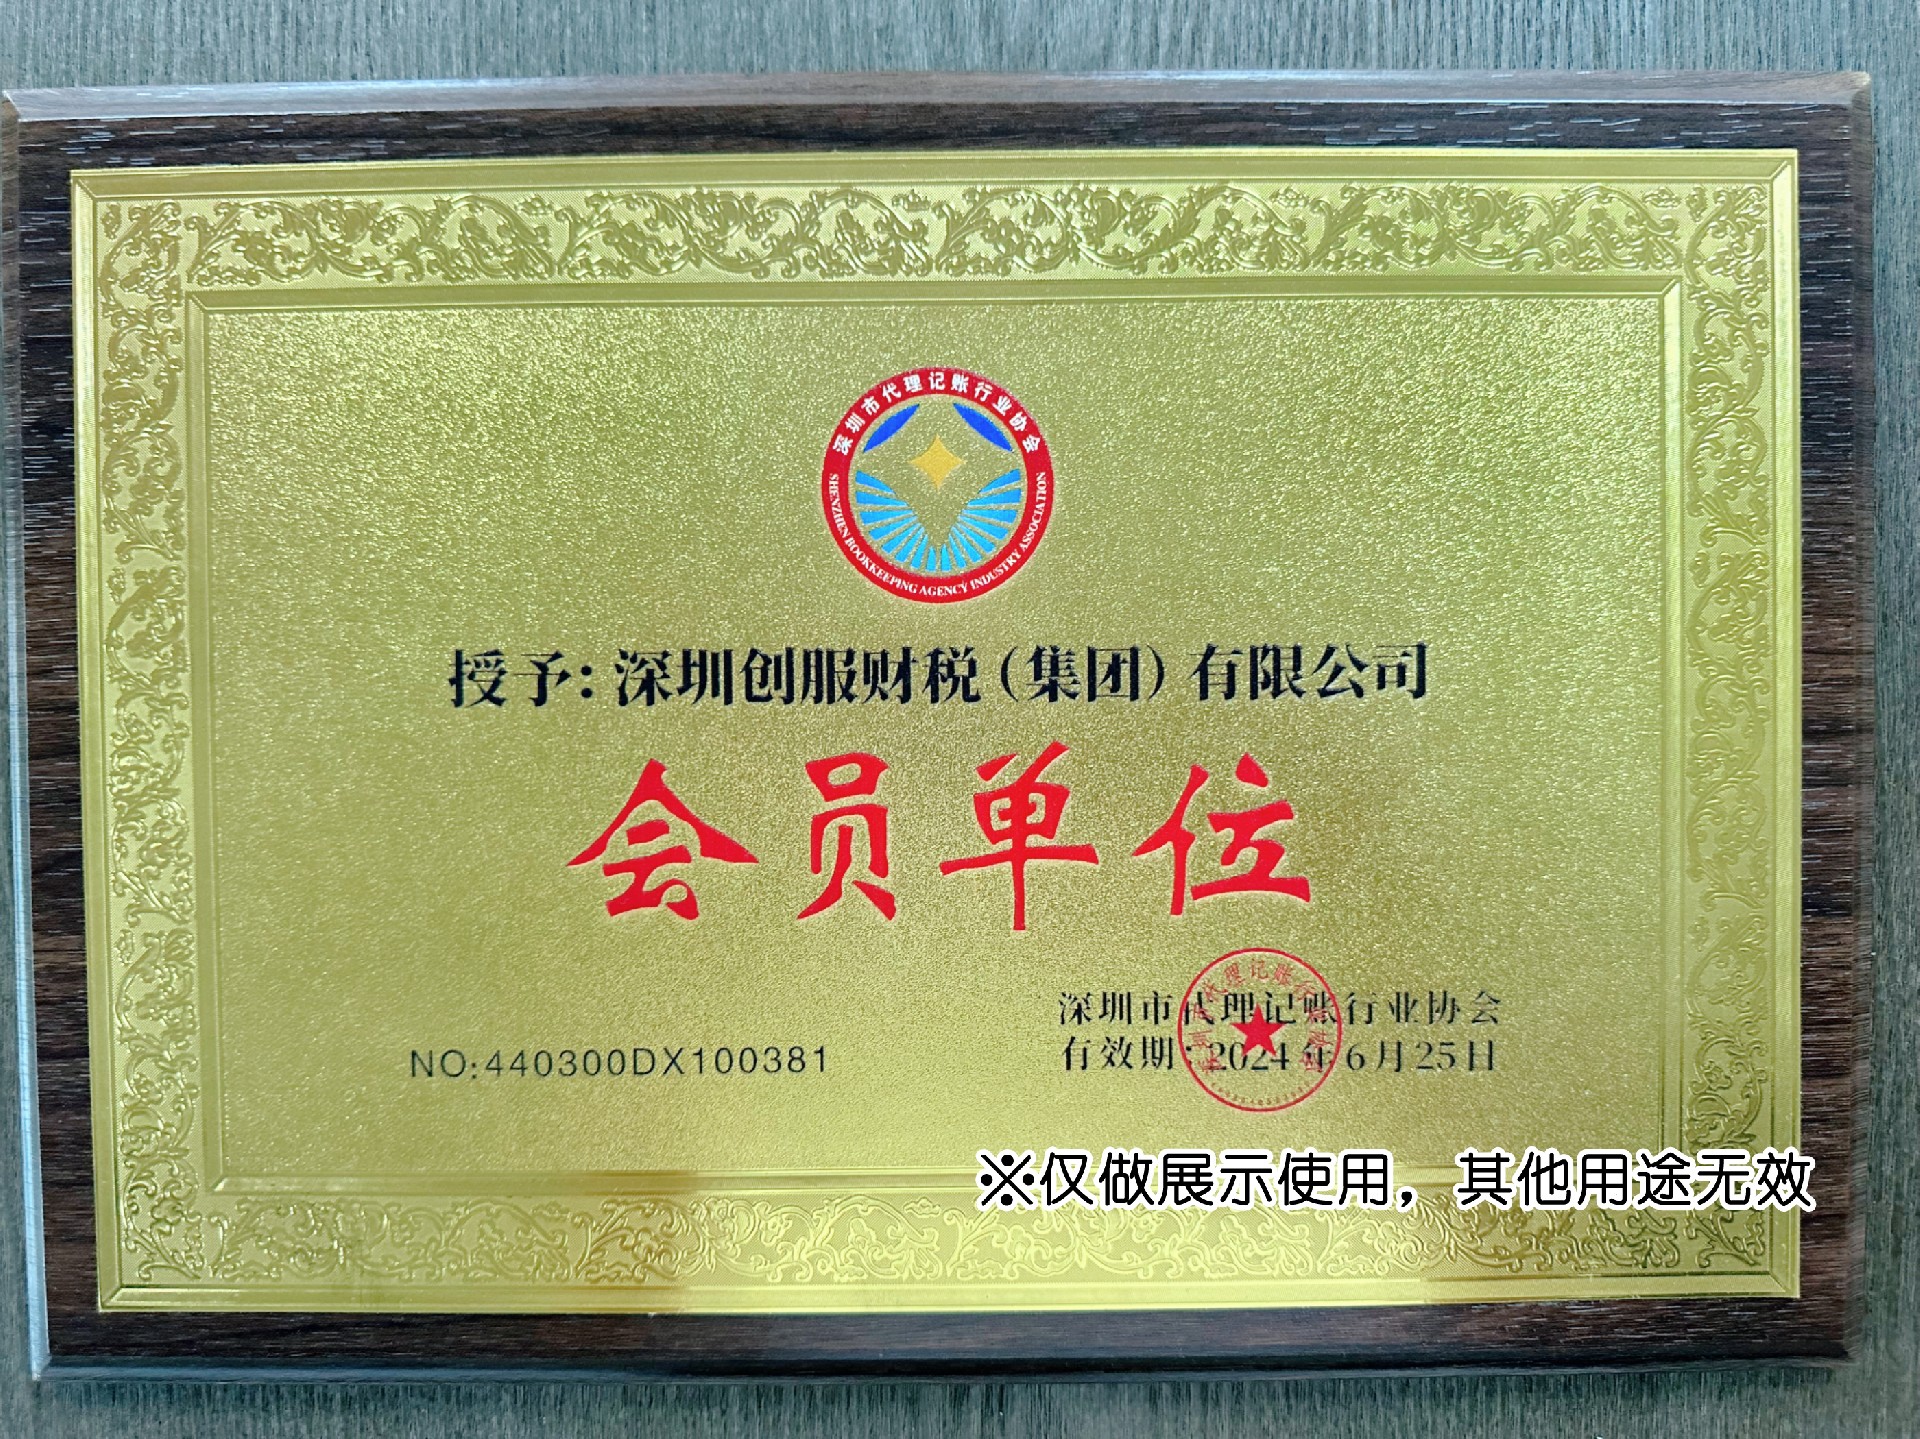 深圳市代理记账行业协会
SHENZHEN BOOKKEEPING AGENCY INDUSTRY ASSOCIATION
授予：深圳创服财税（集团）有限公司
会员单位
深圳市代理记账行业协会
NO:440300DX100381
有效期：2024年6月25日
※仅做展示使用，其他用途无效